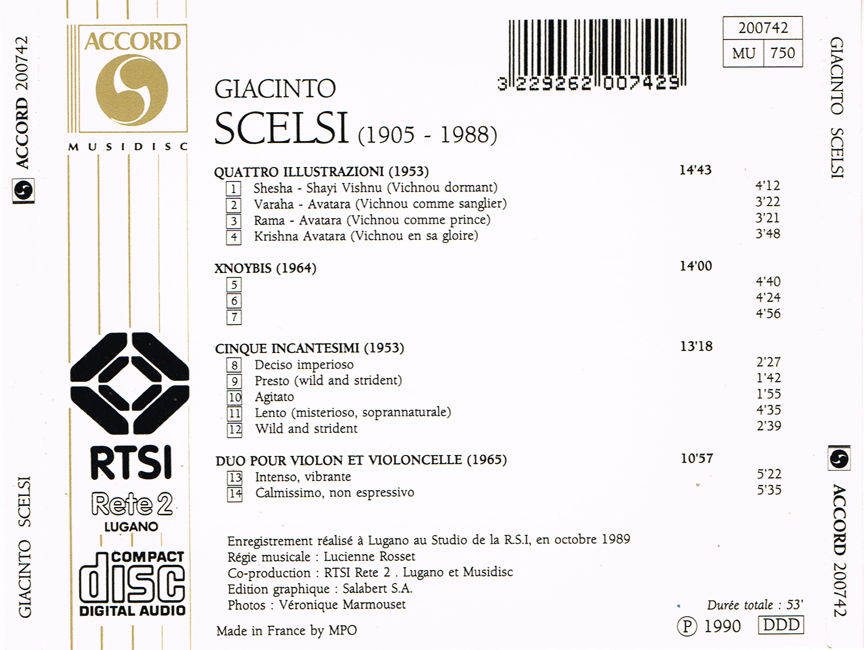 ACCORD 200742
GIACINTO SCELSI
ACCORD
MUSIDISC
RTSI
Rete 2
LUGANO
COMPACT
disc
DIGITAL AUDIO
3 229262 007429
200742
MU 750
GIACINTO
SCELSI (1905 - 1988)
QUATTRO ILLUSTRAZIONI (1953) 14'43
1 Shesha - Shayi Vishnu (Vichnou dormant) 4'12
2 Varaha - Avatara (Vichnou comme sanglier) 3'22
3 Rama - Avatara (Vichnou comme prince) 3'21
4 Krishna Avatara (Vichnou en sa gloire) 3'48
XNOYBIS (1964) 14'00
5 4'40
6 4'24
7 4'56
CINQUE INCANTESIMI (1953) 13'18
8 Deciso imperioso 2'27
9 Presto (wild and strident) 1'42
10 Agitato 1'55
11 Lento (misterioso, soprannaturale) 4'35
12 Wild and strident 2'39
DUO POUR VIOLON ET VIOLONCELLE (1965) 10'57
13 Intenso, vibrante 5'22
14 Calmissimo, non espressivo 5'35
Enregistrement réalisé à Lugano au Studio de la R.S.I, en octobre 1989
Régie musicale : Lucienne Rosset
Co-production : RTSI Rete 2 . Lugano et Musidisc
Edition graphique : Salabert S.A.
Photos : Véronique Marmouset
Made in France by MPO
Durée totale : 53'
Ⓟ 1990 DDD
GIACINTO SCELSI
ACCORD 200742